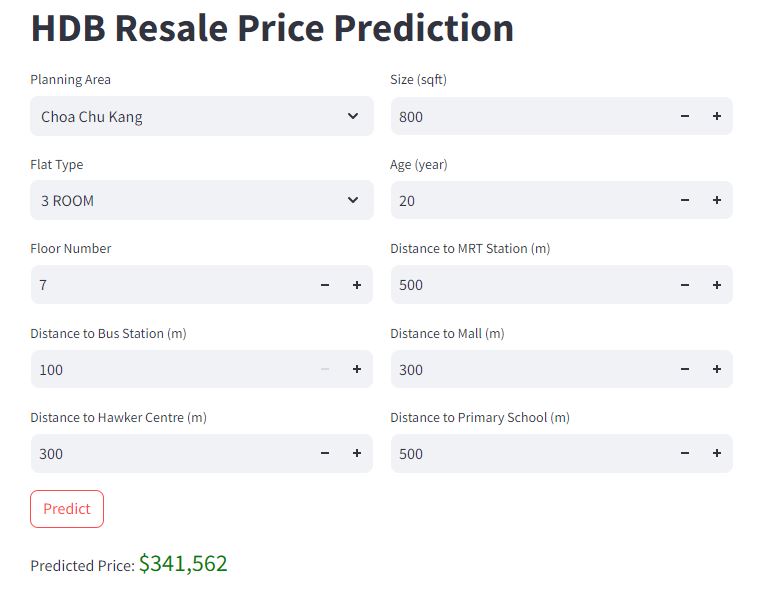 HDB Resale Price Prediction
Planning Area
Choa Chu Kang
Size (sqft)
800
Flat Type
3 ROOM
Age (year)
20
Floor Number
7
Distance to MRT Station (m)
500
Distance to Bus Station (m)
100
Distance to Mall (m)
300
Distance to Hawker Centre (m)
300
Distance to Primary School (m)
500
Predict
Predicted Price: $341,562